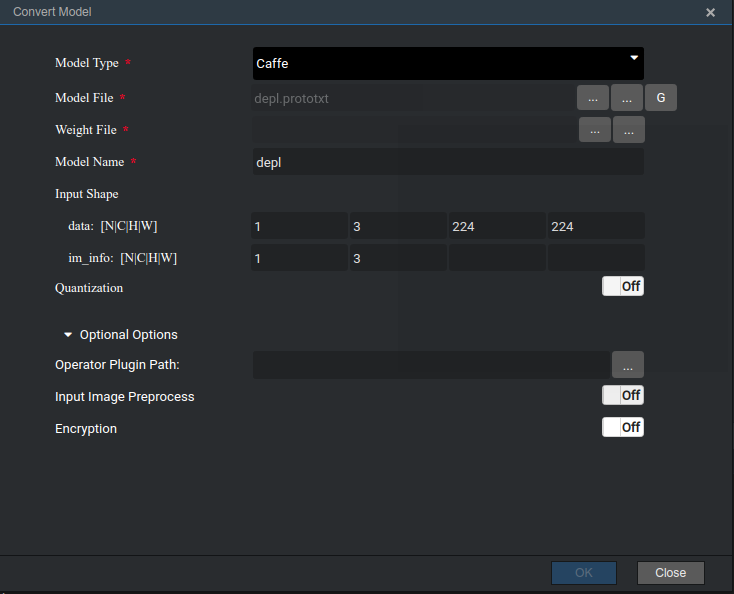 Convert Model ×
Model Type * Caffe
Model File * depl.prototxt ... ... G
Weight File * ... ...
Model Name * depl
Input Shape
data: [N|C|H|W] 1 3 224 224
im_info: [N|C|H|W] 1 3
Quantization Off
Optional Options
Operator Plugin Path: ...
Input Image Preprocess Off
Encryption Off
OK Close